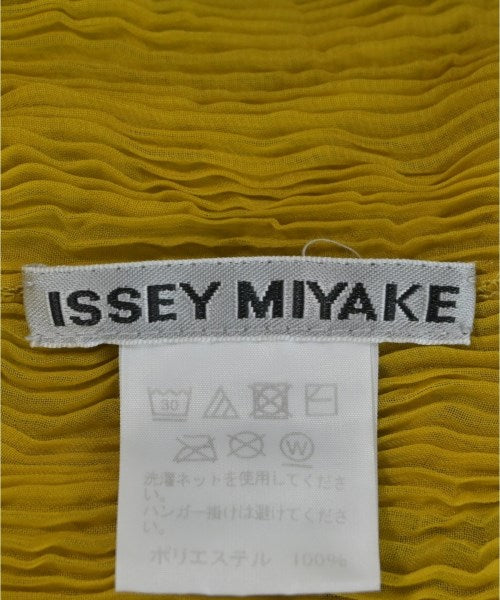 ISSEY MIYAKE
30
W
洗濯ネットを使用してくださ
い。
ハンガー掛けは避けてくださ
い。
ポリエステル 100%